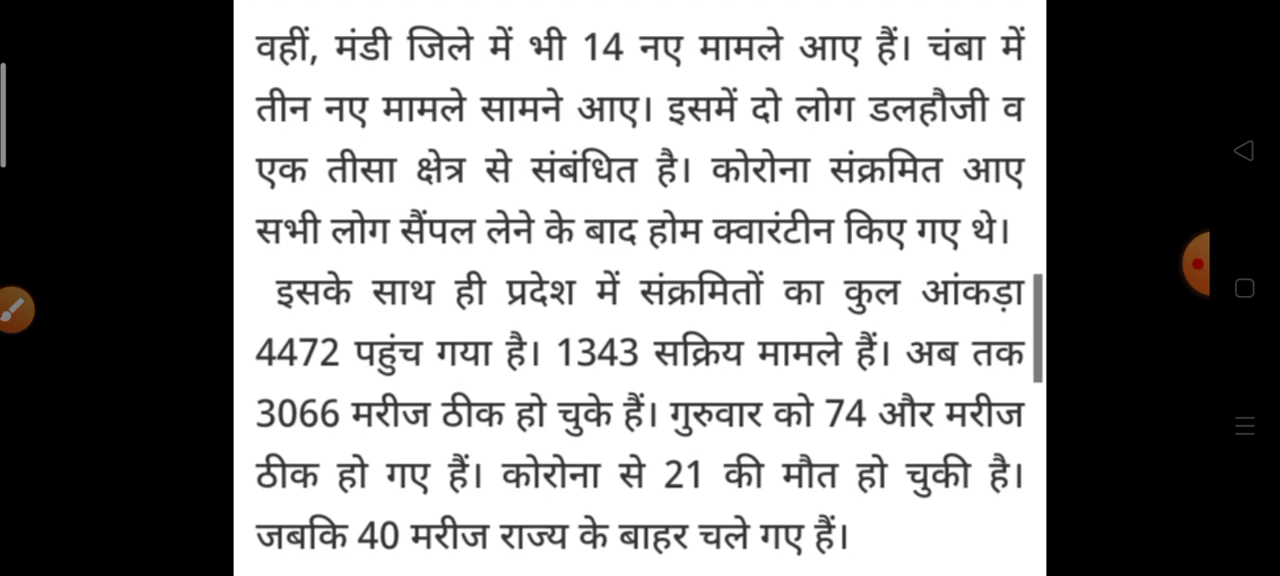 वहीं, मंडी जिले में भी 14 नए मामले आए हैं। चंबा में
तीन नए मामले सामने आए। इसमें दो लोग डलहौजी व
एक तीसा क्षेत्र से संबंधित है। कोरोना संक्रमित आए
सभी लोग सैंपल लेने के बाद होम क्वारंटीन किए गए थे।
इसके साथ ही प्रदेश में संक्रमितों का कुल आंकड़ा
4472 पहुंच गया है। 1343 सक्रिय मामले हैं। अब तक
3066 मरीज ठीक हो चुके हैं। गुरुवार को 74 और मरीज
ठीक हो गए हैं। कोरोना से 21 की मौत हो चुकी है।
जबकि 40 मरीज राज्य के बाहर चले गए हैं।